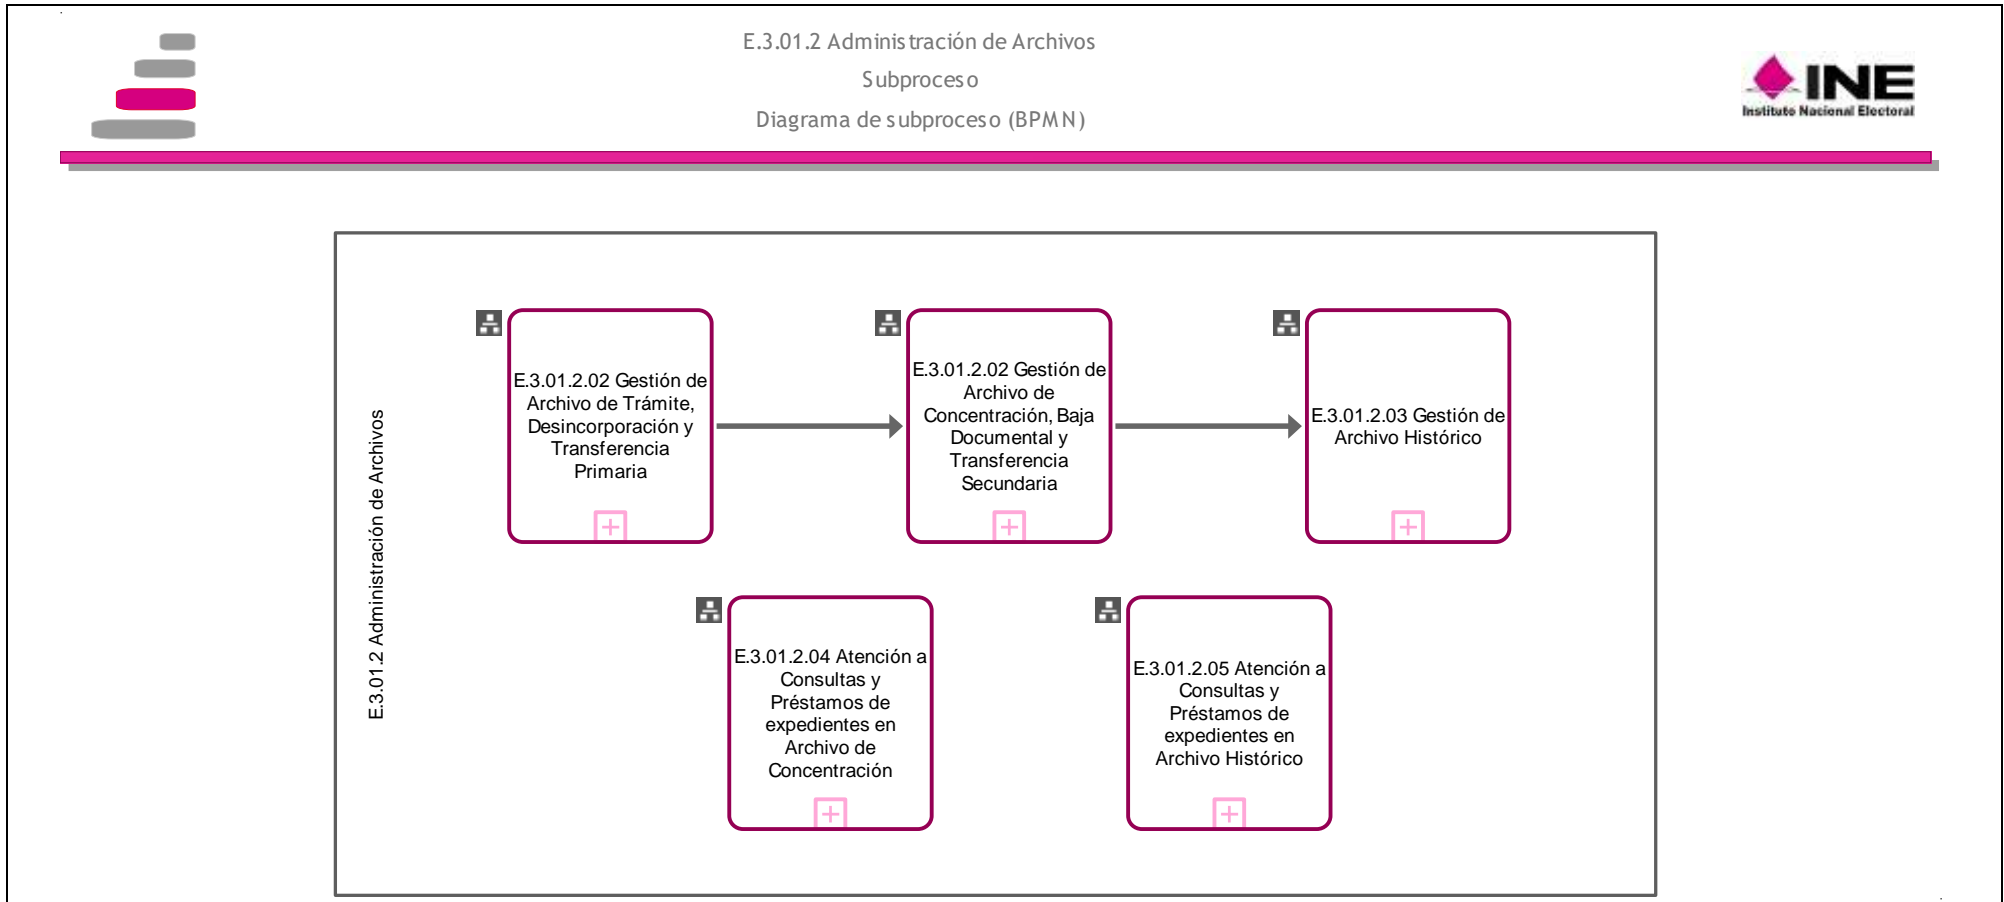 E.3.01.2 Administración de Archivos
Subproceso
Diagrama de subproceso (BPMN)
INE
Instituto Nacional Electoral
E.3.01.2 Administración de Archivos
E.3.01.2.02 Gestión de
Archivo de Trámite,
Desincorporación y
Transferencia
Primaria
E.3.01.2.02 Gestión de
Archivo de
Concentración, Baja
Documental y
Transferencia
Secundaria
E.3.01.2.03 Gestión de
Archivo Histórico
E.3.01.2.04 Atención a
Consultas y
Préstamos de
expedientes en
Archivo de
Concentración
E.3.01.2.05 Atención a
Consultas y
Préstamos de
expedientes en
Archivo Histórico